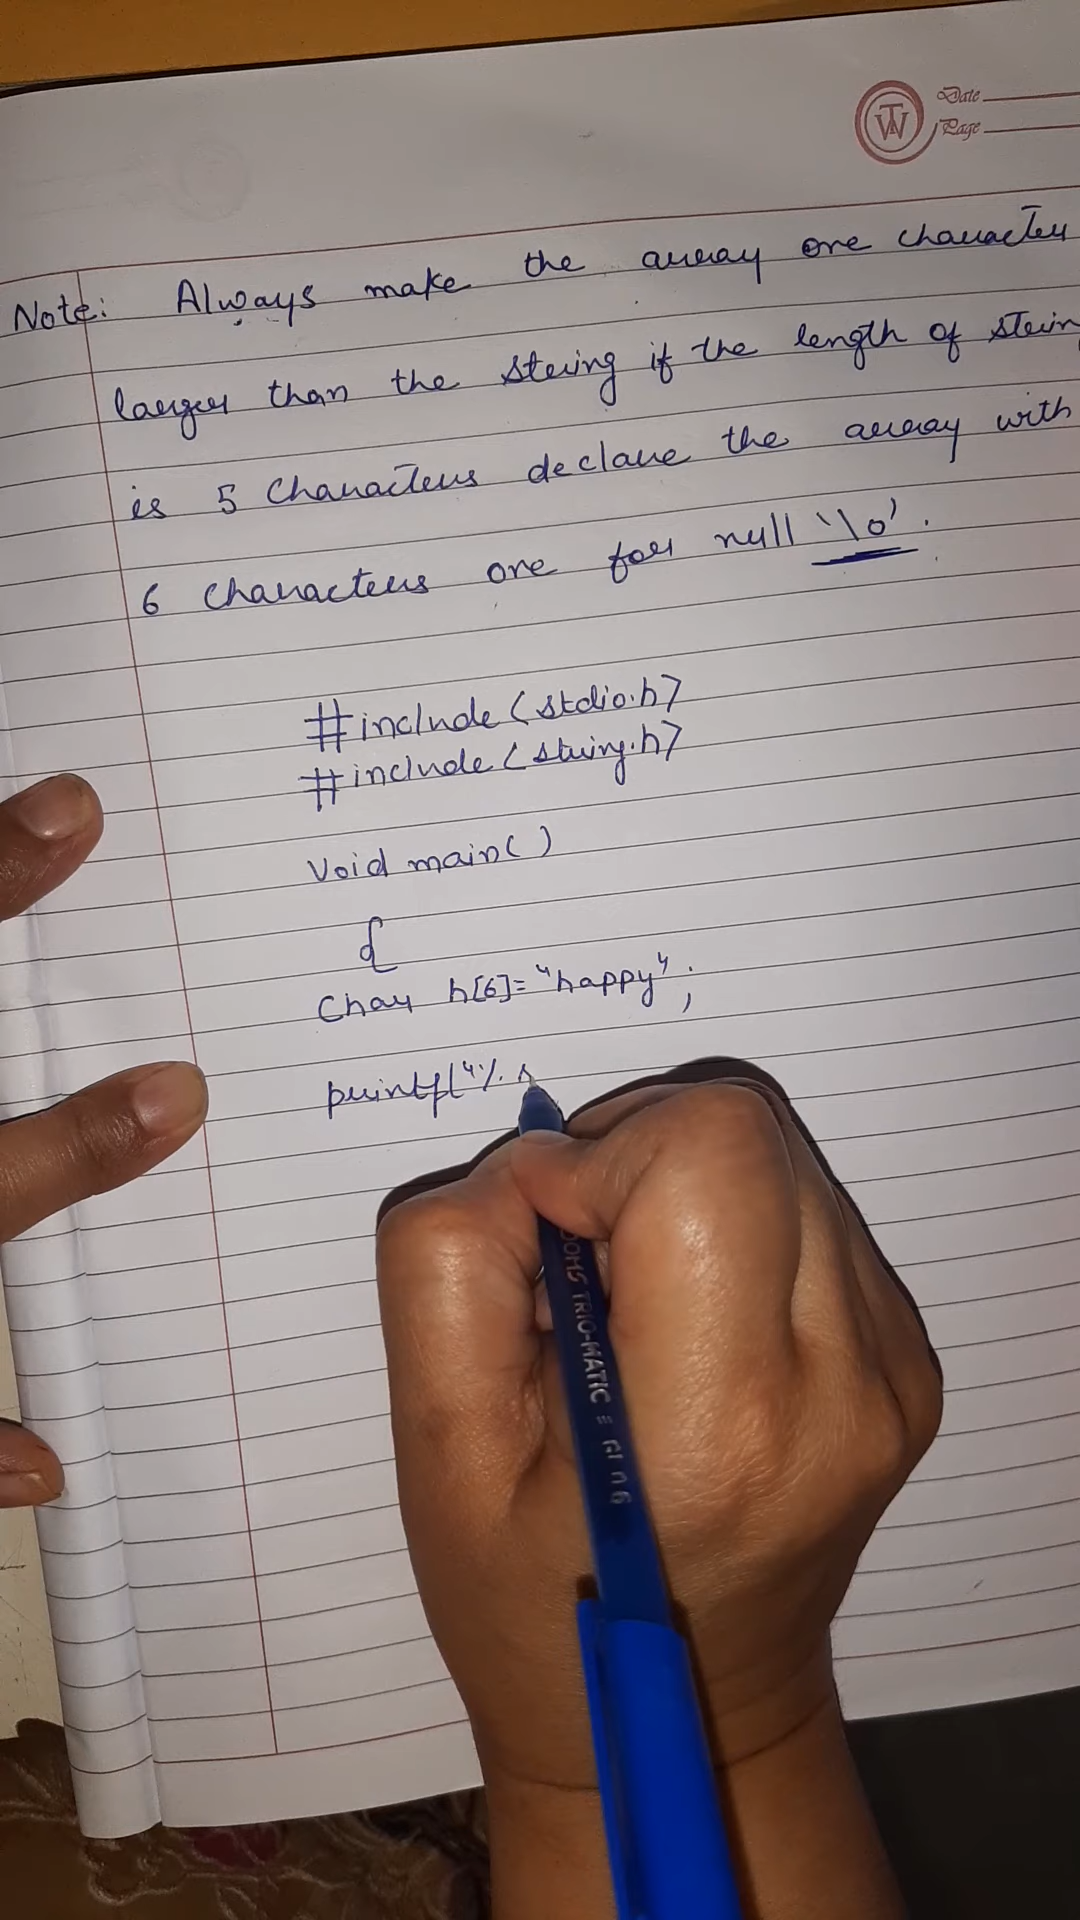 TW
Date
Page
Note: Always make the array one character
larger than the string if the length of strin
is 5 characters declare the array with
6 characters one for null '\0'.
#include <stdio.h>
#include <string.h>
Void main( )
{
Char h[6]= "happy";
printf("%s
DOMS TRIO-MATIC